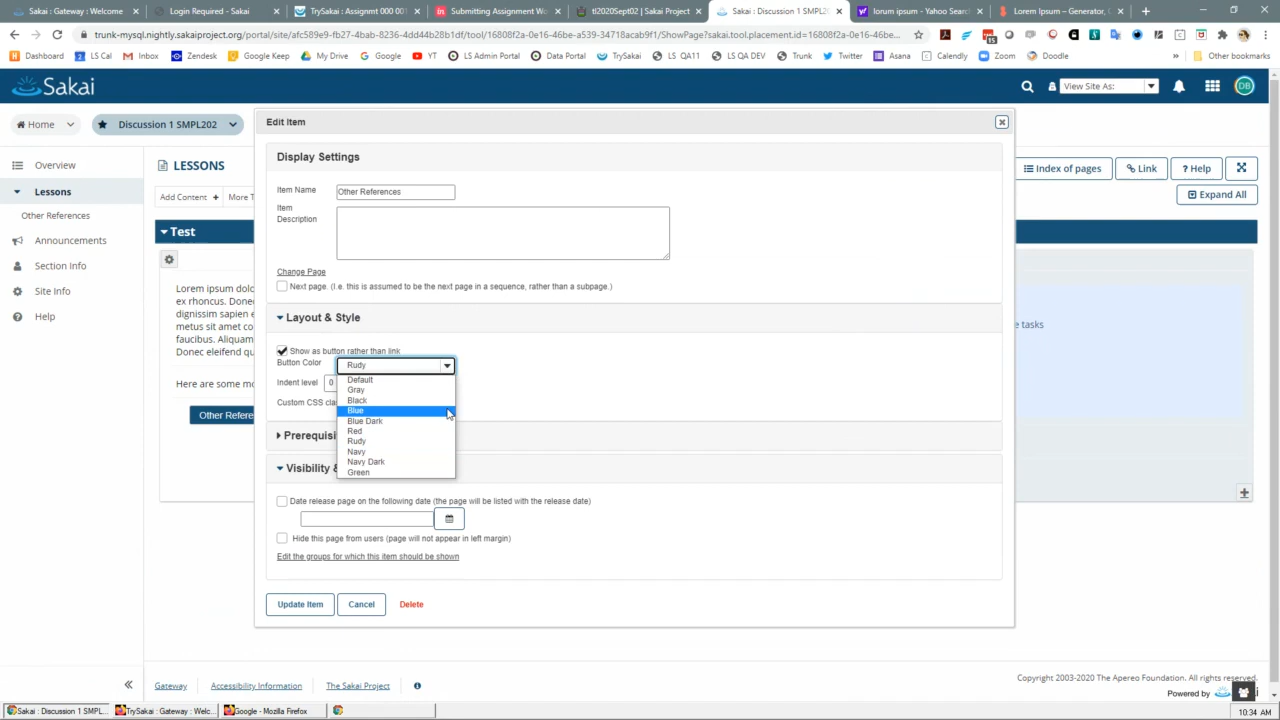 Sakai : Gateway : Welcome
Login Required - Sakai
TrySakai : Assignmt 000 001
Submitting Assignment Wo
tl2020Sept02 | Sakai Project
Sakai : Discussion 1 SMPL20
lorum ipsum - Yahoo Search
Lorem Ipsum – Generator, O
trunk-mysql.nightly.sakaiproject.org/portal/site/afc589e9-fb27-4bab-8236-4dd44b28b1df/tool/16808f2a-0e16-46be-a539-34718acab9f1/ShowPage?sakai.tool.placement.id=16808f2a-0e16-46be...
Dashboard
LS Cal
Inbox
Zendesk
Google Keep
My Drive
Google
YT
LS Admin Portal
Data Portal
TrySakai
LS QA11
LS QA DEV
Trunk
Twitter
Asana
Calendly
Zoom
Doodle
»
Other bookmarks
Sakai
View Site As:
DB
Home
Discussion 1 SMPL202
Edit Item
Overview
Lessons
Other References
Announcements
Section Info
Site Info
Help
LESSONS
Index of pages
Link
? Help
Add Content +
More T
Expand All
Test
Display Settings
Item Name
Other References
Item
Description
Change Page
Next page. (I.e. this is assumed to be the next page in a sequence, rather than a subpage.)
Lorem ipsum do
ex rhoncus. Donec
dignissim sapien e
metus sit amet co
faucibus. Aliquam
Donec eleifend qu
Here are some mo
Other Refere
e tasks
Layout & Style
Show as button rather than link
Button Color
Rudy
Indent level
0
Custom CSS cla
Default
Gray
Black
Blue
Blue Dark
Red
Rudy
Navy
Navy Dark
Green
Prerequisi
Visibility &
Date release page on the following date (the page will be listed with the release date)
Hide this page from users (page will not appear in left margin)
Edit the groups for which this item should be shown
Update Item
Cancel
Delete
Gateway
Accessibility Information
The Sakai Project
Copyright 2003-2020 The Apereo Foundation. All rights reserved.
Powered by
Sakai : Discussion 1 SMPL...
TrySakai : Gateway : Welc...
Google - Mozilla Firefox
10:34 AM